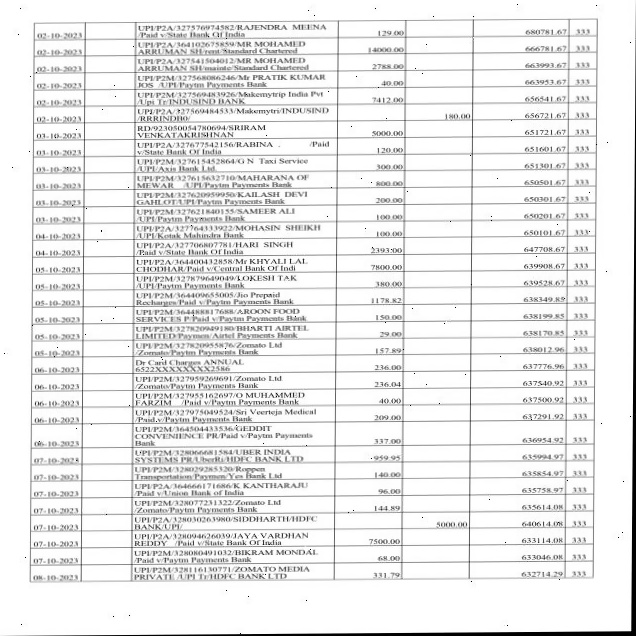 UPI/P2A/327576974582/RAJENDRA MEENA
02-10-2023 /Paid v/State Bank Of India 129.00 680781.67 333
UPI/P2A/364102675859/MR MOHAMED
02-10-2023 ARRUMAN SH/rent/Standard Chartered 14000.00 666781.67 333
UPI/P2A/327541504012/MR MOHAMED
02-10-2023 ARRUMAN SH/mainte/Standard Chartered 2788.00 663993.67 333
UPI/P2M/327568086246/Mr PRATIK KUMAR
02-10-2023 JOS /UPI/Paytm Payments Bank 40.00 663953.67 333
UPI/P2M/327569483926/Makemytrip India Pvt
02-10-2023 /Upi Tr/INDUSIND BANK 7412.00 656541.67 333
UPI/P2A/327569484533/Makemytri/INDUSIND
02-10-2023 /RRRINDB0/ 180.00 656721.67 333
RD/923050054780694/SRIRAM
03-10-2023 VENKATAKRISHNAN 5000.00 651721.67 333
UPI/P2A/327677542156/RABINA . /Paid
03-10-2023 v/State Bank Of India 120.00 651601.67 333
UPI/P2M/327615452864/G N Taxi Service
03-10-2023 /UPI/Axis Bank Ltd. 300.00 651301.67 333
UPI/P2M/327615632710/MAHARANA OF
03-10-2023 MEWAR /UPI/Paytm Payments Bank 800.00 650501.67 333
UPI/P2M/327620959950/KAILASH DEVI
03-10-2023 GAHLOT/UPI/Paytm Payments Bank 200.00 650301.67 333
UPI/P2M/327621840155/SAMEER ALI
03-10-2023 /UPI/Paytm Payments Bank 100.00 650201.67 333
UPI/P2A/327764333922/MOHASIN SHEIKH
04-10-2023 /UPI/Kotak Mahindra Bank 100.00 650101.67 333
UPI/P2A/327706807781/HARI SINGH
04-10-2023 /Paid v/State Bank Of India 2393.00 647708.67 333
UPI/P2A/364400432858/Mr KHYALI LAL
05-10-2023 CHODHAR/Paid v/Central Bank Of Indi 7800.00 639908.67 333
UPI/P2M/327879649049/LOKESH TAK
05-10-2023 /UPI/Paytm Payments Bank 380.00 639528.67 333
UPI/P2M/364409655005/Jio Prepaid
05-10-2023 Recharges/Paid v/Paytm Payments Bank 1178.82 638349.85 333
UPI/P2M/364488817688/AROON FOOD
05-10-2023 SERVICES P/Paid v/Paytm Payments Bank 150.00 638199.85 333
UPI/P2M/327820949180/BHARTI AIRTEL
05-10-2023 LIMITED/Paymen/Airtel Payments Bank 29.00 638170.85 333
UPI/P2M/327820955876/Zomato Ltd
05-10-2023 /Zomato/Paytm Payments Bank 157.89 638012.96 333
Dr Card Charges ANNUAL
06-10-2023 6522XXXXXXXX2586 236.00 637776.96 333
UPI/P2M/327959269691/Zomato Ltd
06-10-2023 /Zomato/Paytm Payments Bank 236.04 637540.92 333
UPI/P2M/327955162697/O MUHAMMED
06-10-2023 FARZIM /Paid v/Paytm Payments Bank 40.00 637500.92 333
UPI/P2M/327975049524/Sri Veerteja Medical
06-10-2023 /Paid v/Paytm Payments Bank 209.00 637291.92 333
UPI/P2M/364504433536/GEDDIT
CONVENIENCE PR/Paid v/Paytm Payments
06-10-2023 Bank 337.00 636954.92 333
UPI/P2M/328066681584/UBER INDIA
07-10-2023 SYSTEMS PR/UberRi/HDFC BANK LTD 959.95 635994.97 333
UPI/P2M/328029285320/Roppen
07-10-2023 Transportation/Paymen/Yes Bank Ltd 140.00 635854.97 333
UPI/P2A/364666171686/K KANTHARAJU
07-10-2023 /Paid v/Union Bank of India 96.00 635758.97 333
UPI/P2M/328077231322/Zomato Ltd
07-10-2023 /Zomato/Paytm Payments Bank 144.89 635614.08 333
UPI/P2A/328030263980/SIDDHARTH/HDFC
07-10-2023 BANK/UPI/ 5000.00 640614.08 333
UPI/P2A/328094626039/JAYA VARDHAN
07-10-2023 REDDY /Paid v/State Bank Of India 7500.00 633114.08 333
UPI/P2M/328080491032/BIKRAM MONDAL
07-10-2023 /Paid v/Paytm Payments Bank 68.00 633046.08 333
UPI/P2M/328116130771/ZOMATO MEDIA
08-10-2023 PRIVATE /UPI Tr/HDFC BANK LTD 331.79 632714.29 333